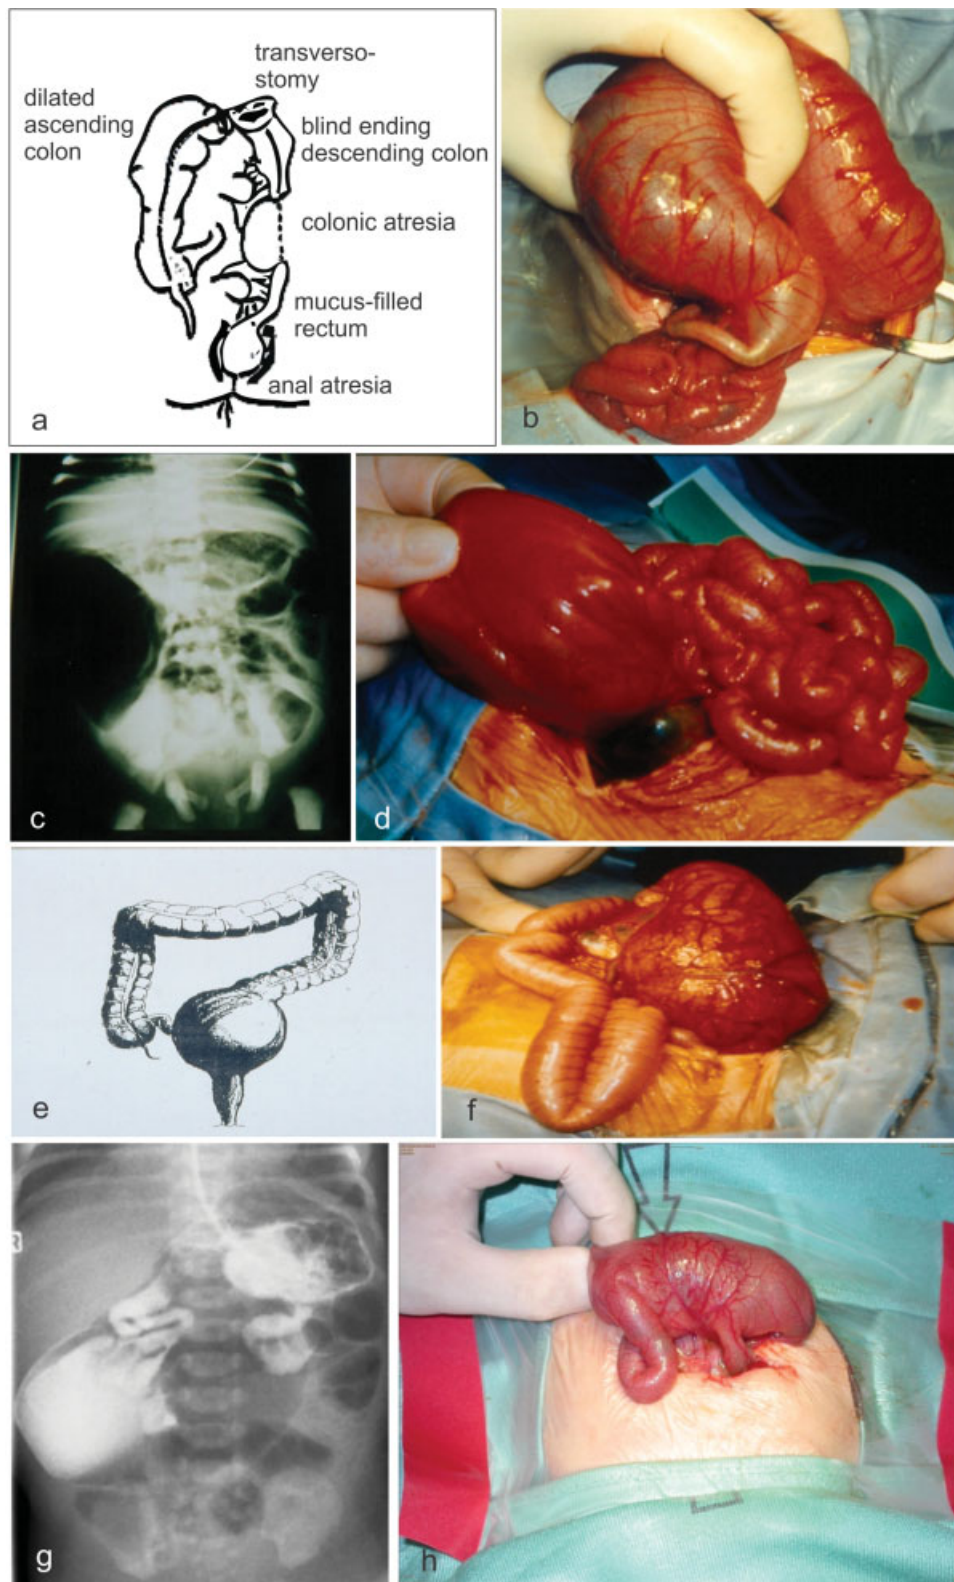 transverso-
stomy
dilated
ascending
colon
blind ending
descending colon
colonic atresia
mucus-filled
rectum
anal atresia
a
b
c
d
e
f
R
g
h